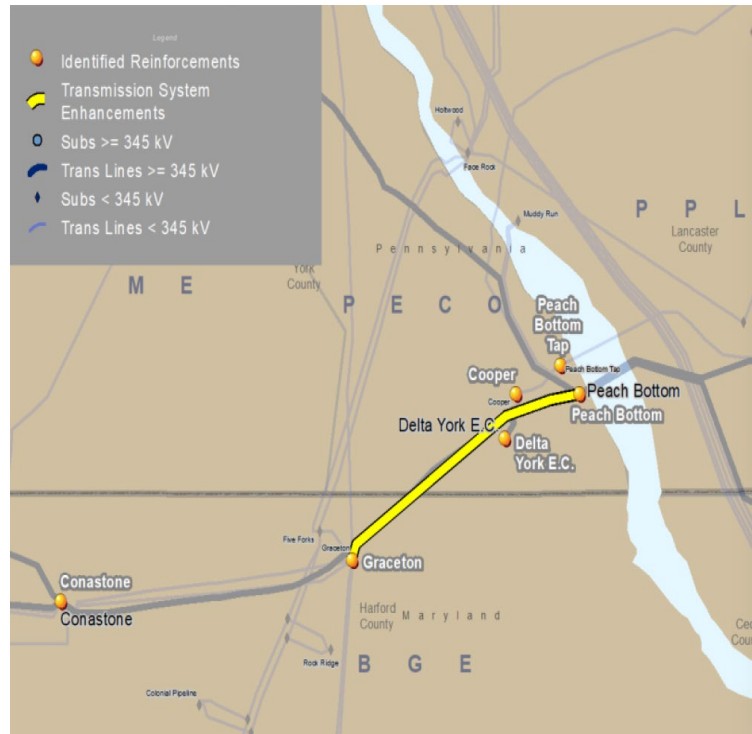 Legend
Identified Reinforcements
Transmission System
Enhancements
Subs >= 345 kV
Trans Lines >= 345 kV
Subs < 345 kV
Trans Lines < 345 kV
Holtwood
Face Rock
Muddy Run
P P L
Lancaster
County
Pennsylvania
York
County
M E
P E C O
Peach
Bottom
Tap
Peach Bottom Tap
Cooper
Cooper
Peach Bottom
Peach Bottom
Delta York E.C.
Delta
York E.C.
Five Forks
Graceton
Graceton
Conastone
Conastone
Harford
County
Maryland
Cec
Coun
Rock Ridge
B G E
Colonial Pipeline